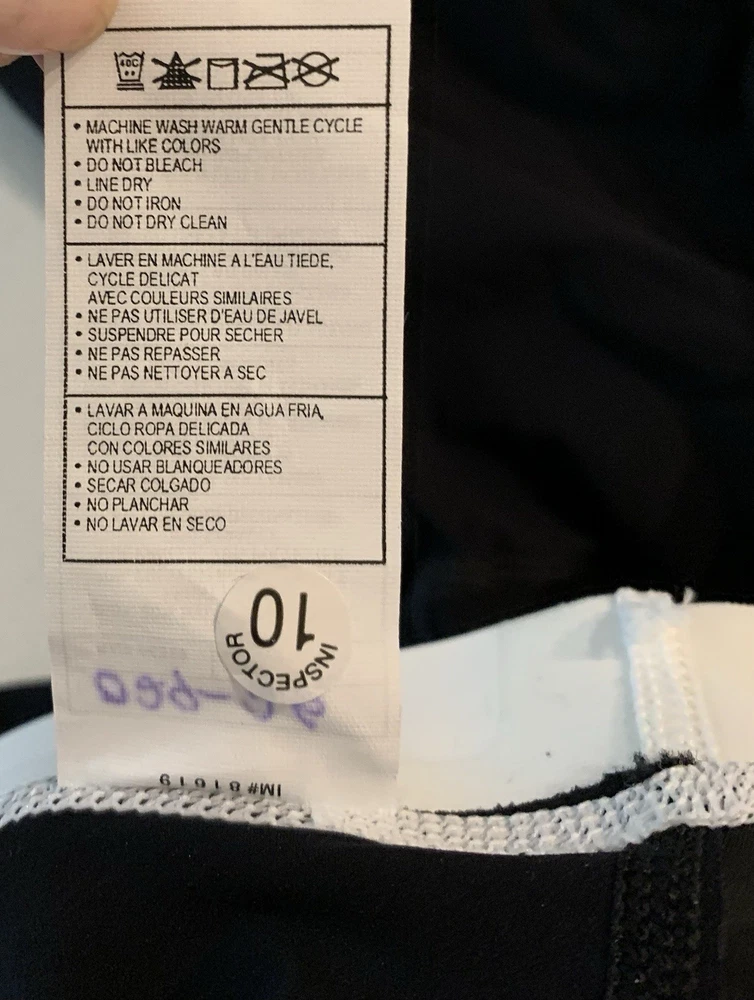 40C
• MACHINE WASH WARM GENTLE CYCLE
WITH LIKE COLORS
• DO NOT BLEACH
• LINE DRY
• DO NOT IRON
• DO NOT DRY CLEAN
• LAVER EN MACHINE A L'EAU TIEDE,
CYCLE DELICAT
AVEC COULEURS SIMILAIRES
• NE PAS UTILISER D'EAU DE JAVEL
• SUSPENDRE POUR SECHER
• NE PAS REPASSER
• NE PAS NETTOYER A SEC
• LAVAR A MAQUINA EN AGUA FRIA,
CICLO ROPA DELICADA
CON COLORES SIMILARES
• NO USAR BLANQUEADORES
• SECAR COLGADO
• NO PLANCHAR
• NO LAVAR EN SECO
10
INSPECTOR
IM# 81619